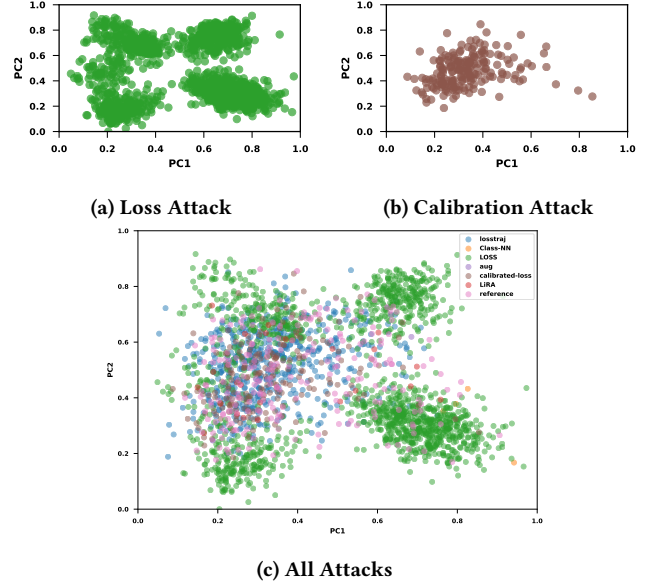 1.0
0.8
0.6
0.4
0.2
0.0
PC2
0.0 0.2 0.4 0.6 0.8 1.0
PC1
1.0
0.8
0.6
0.4
0.2
0.0
PC2
0.0 0.2 0.4 0.6 0.8 1.0
PC1
(a) Loss Attack
(b) Calibration Attack
1.0
0.8
0.6
0.4
0.2
0.0
PC2
losstraj
Class-NN
LOSS
aug
calibrated-loss
LiRA
reference
0.0 0.2 0.4 0.6 0.8 1.0
PC1
(c) All Attacks